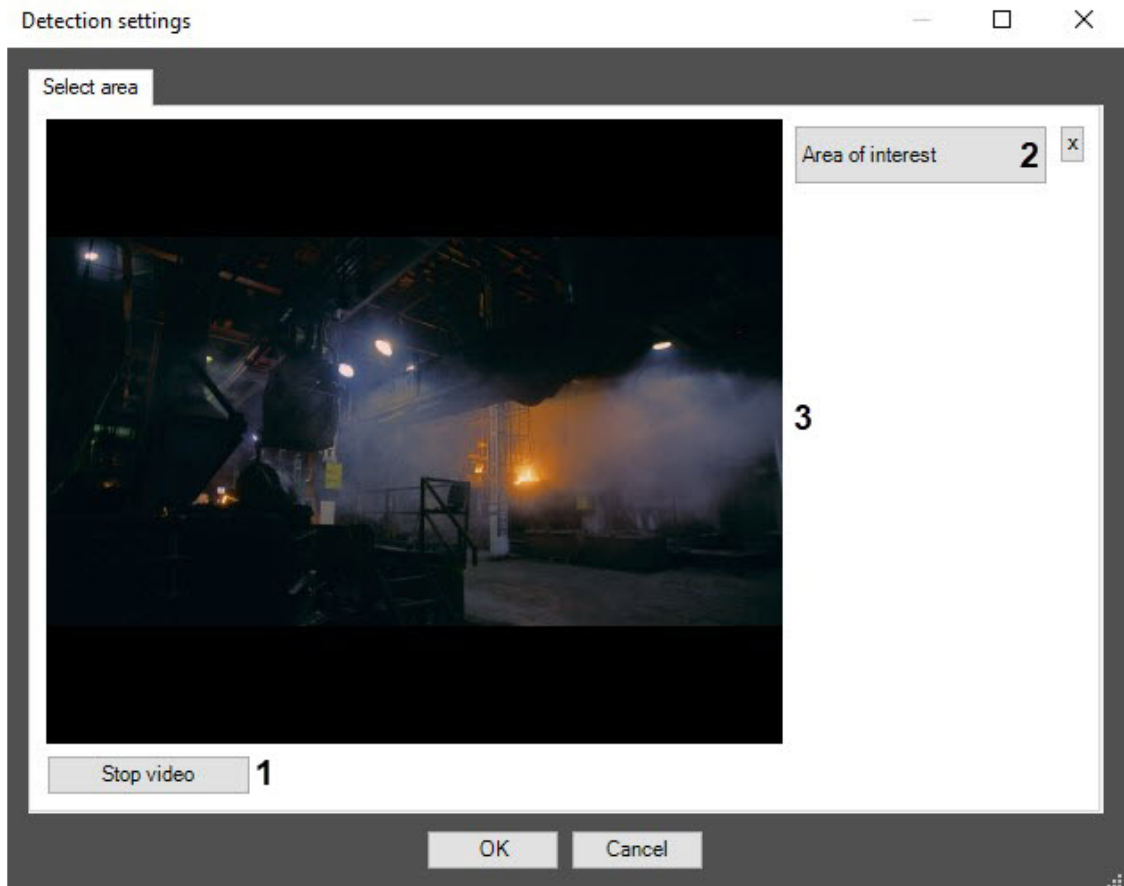 Detection settings
Select area
Area of interest 2 x
3
Stop video 1
OK Cancel